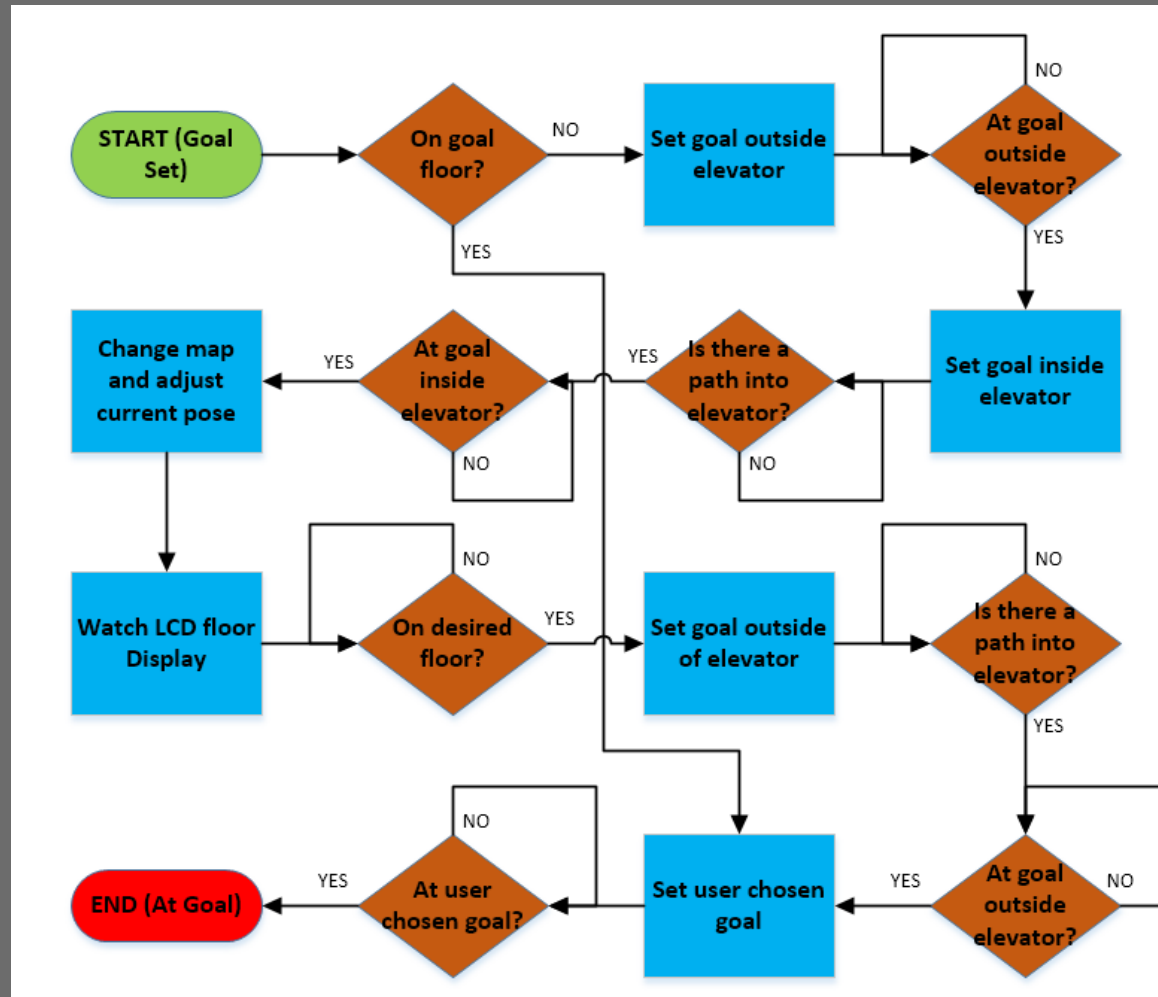 START (Goal
Set)
On goal
floor?
NO
Set goal outside
elevator
NO
At goal
outside
elevator?
YES
YES
Change map
and adjust
current pose
YES
At goal
inside
elevator?
NO
YES
Is there a
path into
elevator?
NO
Set goal inside
elevator
Watch LCD floor
Display
NO
On desired
floor?
YES
Set goal outside
of elevator
NO
Is there a
path into
elevator?
YES
END (At Goal)
YES
NO
At user
chosen goal?
Set user chosen
goal
YES
At goal
outside
elevator?
NO